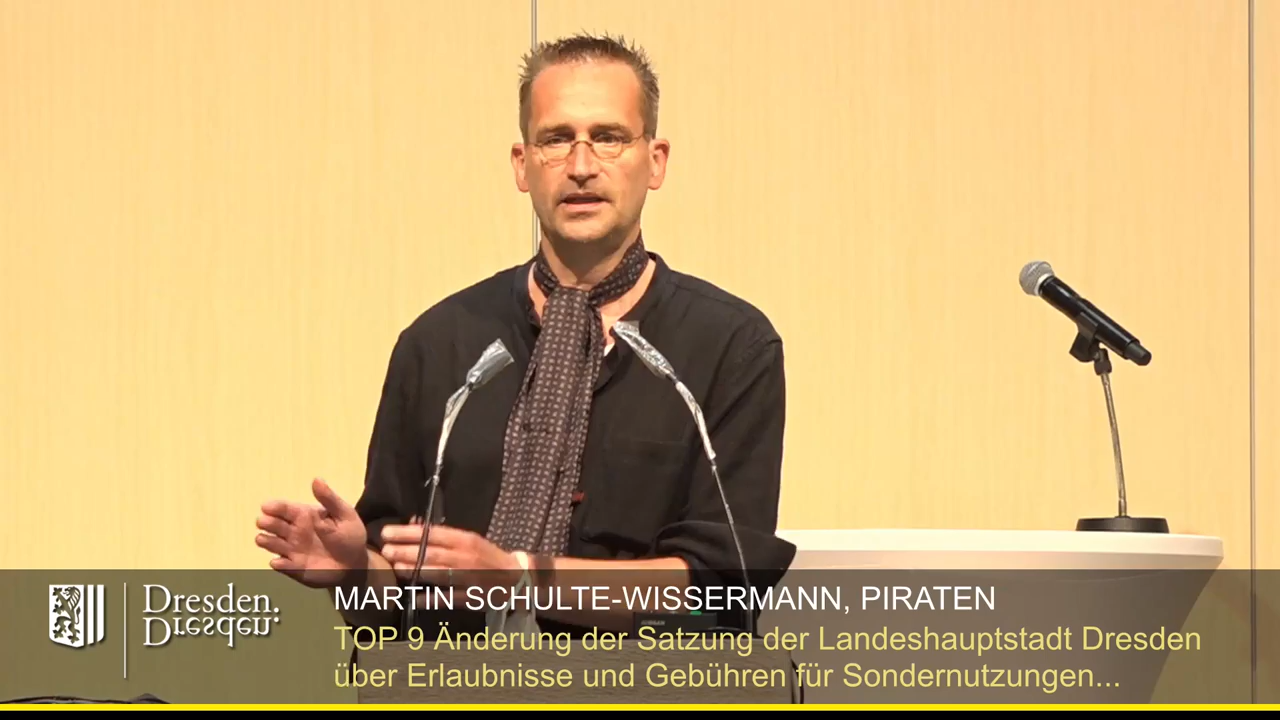 Dresden.
Dresden.
MARTIN SCHULTE-WISSERMANN, PIRATEN
TOP 9 Änderung der Satzung der Landeshauptstadt Dresden
über Erlaubnisse und Gebühren für Sondernutzungen...